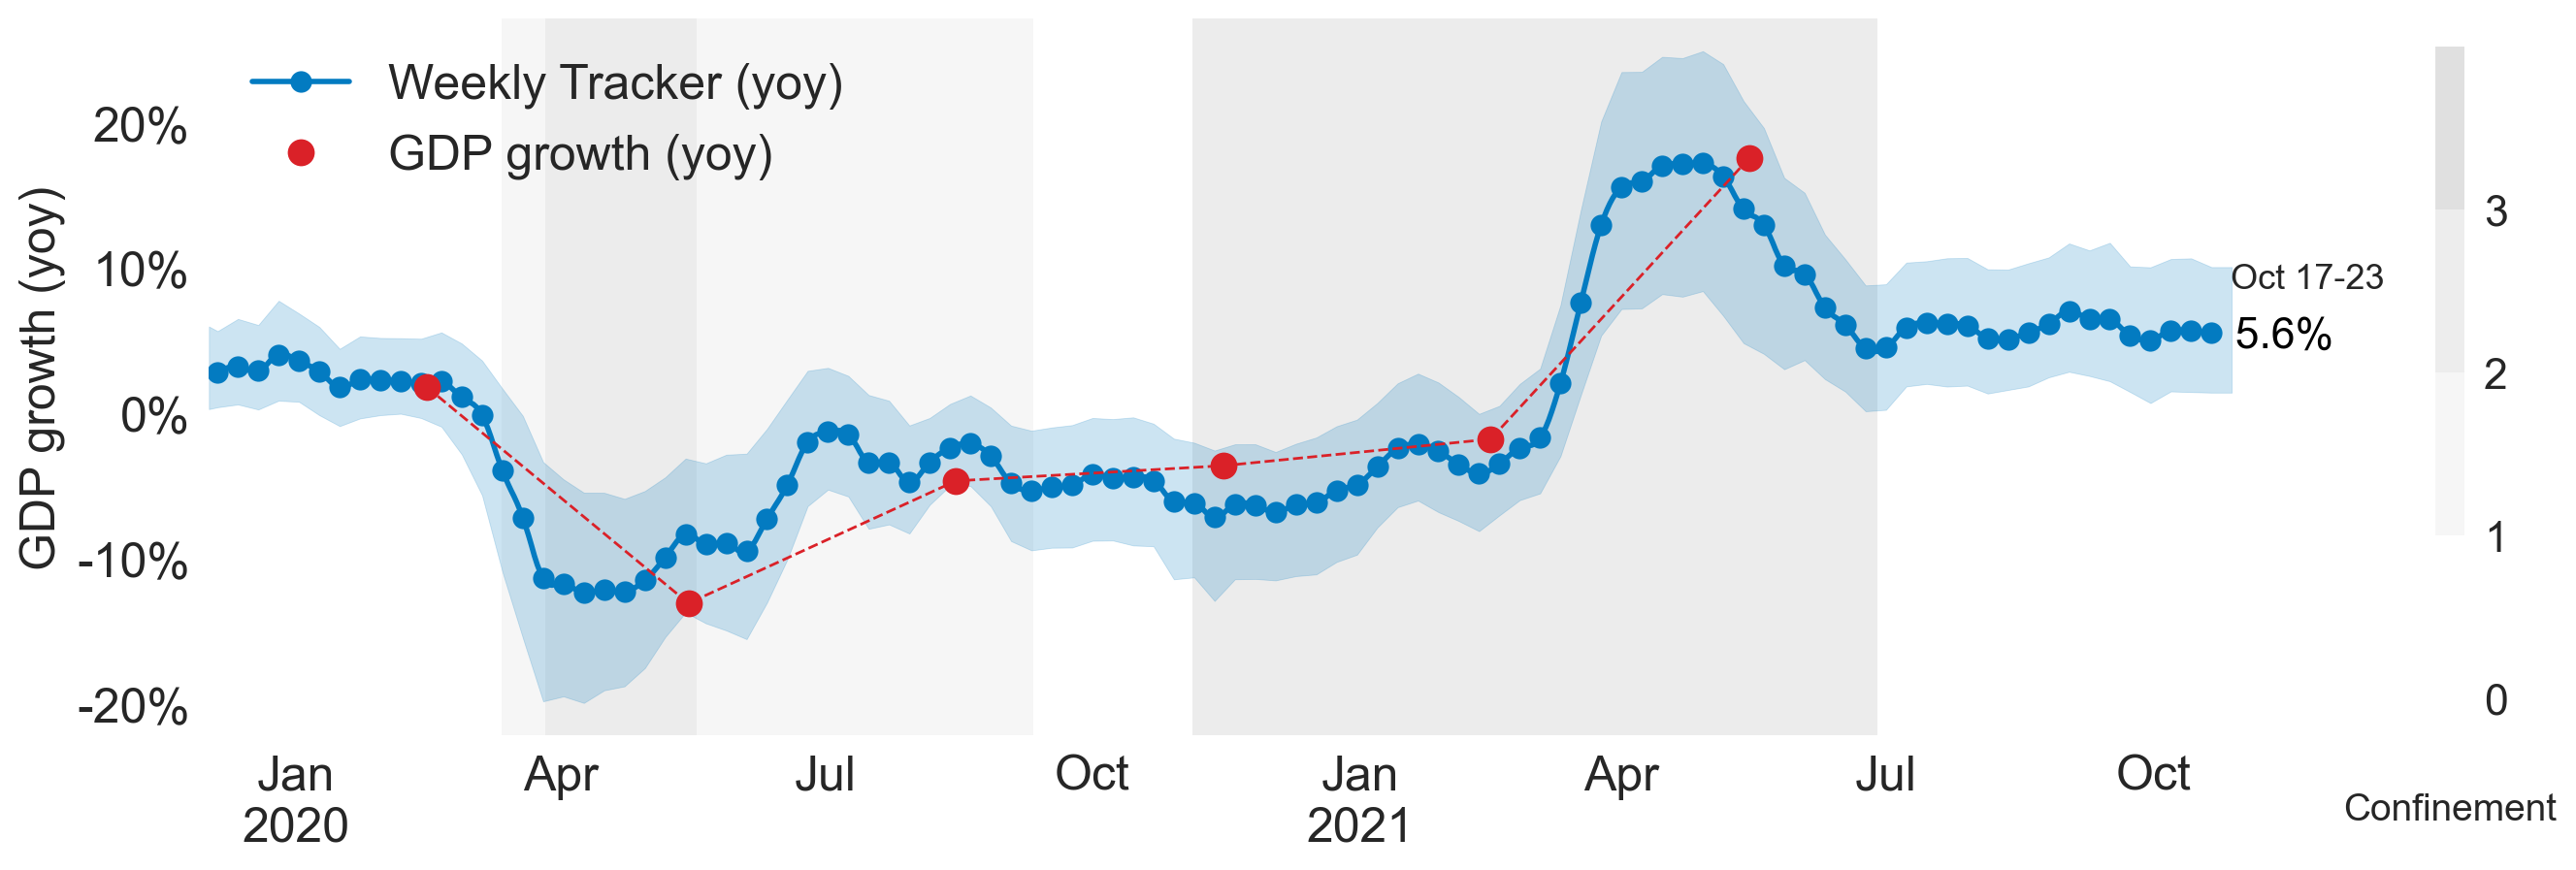 Weekly Tracker (yoy)
GDP growth (yoy)
GDP growth (yoy)
20%
10%
0%
-10%
-20%
Oct 17-23
5.6%
3
2
1
0
Confinement
Jan Apr Jul Oct Jan Apr Jul Oct
2020 2021